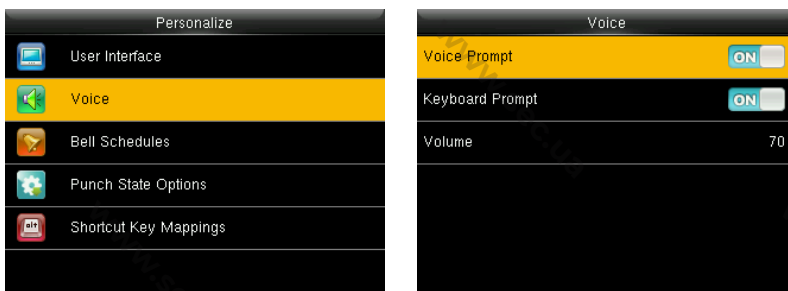 Personalize
User Interface
Voice
Bell Schedules
Punch State Options
alt
Shortcut Key Mappings
Voice
Voice Prompt ON
Keyboard Prompt ON
Volume 70